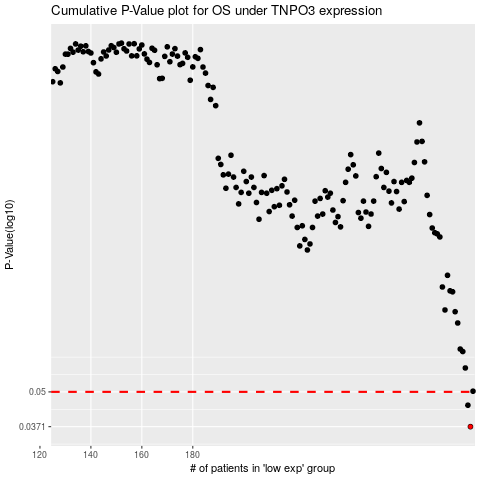 Cumulative P-Value plot for OS under TNPO3 expression
P-Value(log10)
0.05
0.0371
120 140 160 180
# of patients in 'low exp' group